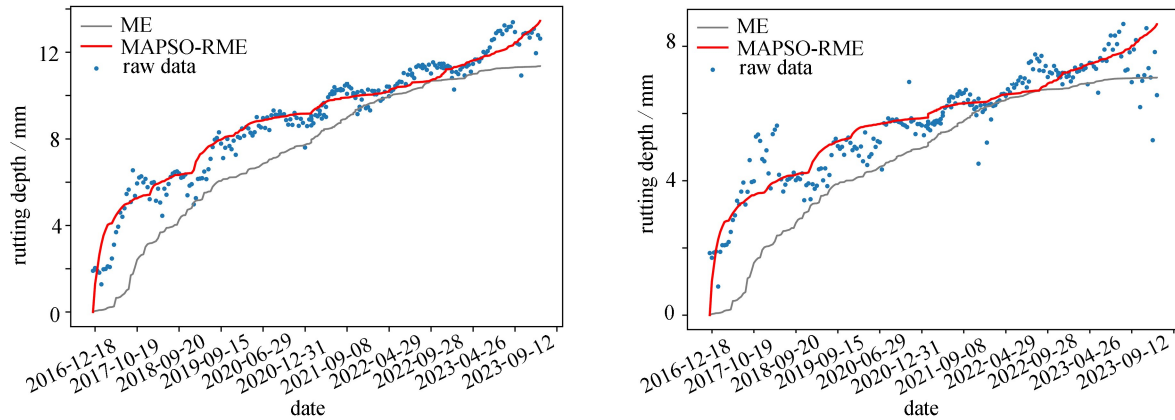 ME
MAPSO-RME
raw data
12
8
4
0
rutting depth / mm
2016-12-18
2017-10-19
2018-09-20
2019-09-15
2020-06-29
2020-12-31
2021-09-08
2022-04-29
2022-09-28
2023-04-26
2023-09-12
date
ME
MAPSO-RME
raw data
8
4
0
rutting depth / mm
2016-12-18
2017-10-19
2018-09-20
2019-09-15
2020-06-29
2020-12-31
2021-09-08
2022-04-29
2022-09-28
2023-04-26
2023-09-12
date